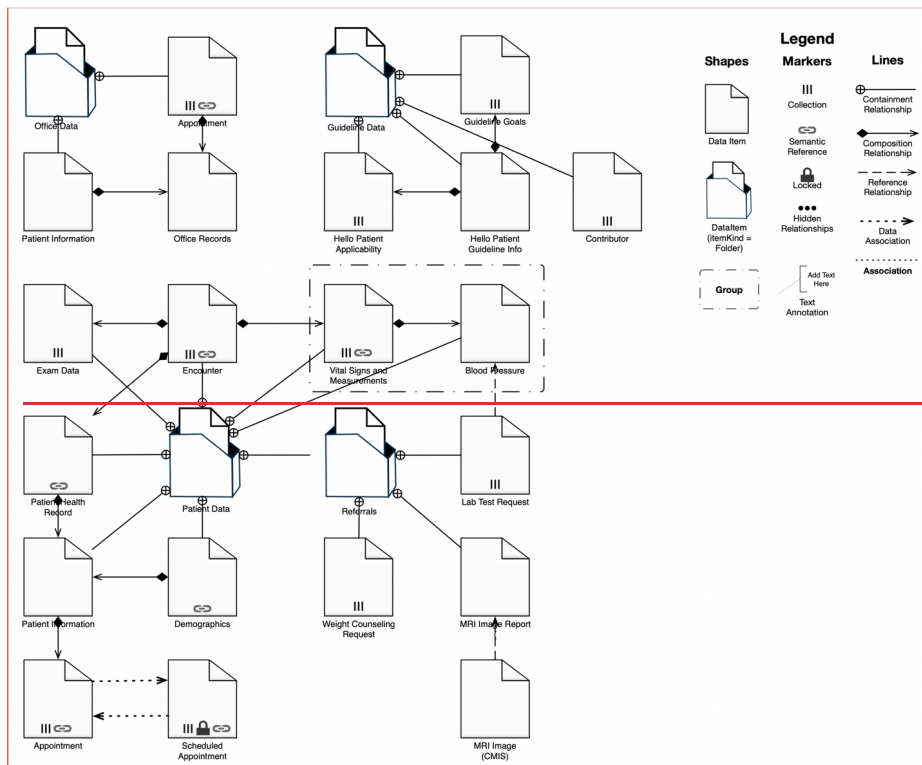 Legend
Shapes
Markers
Lines
Office Data
Appointment
Guideline Data
Guideline Goals
Data Item
Collection
Containment
Relationship
Semantic
Reference
Composition
Relationship
Locked
Reference
Relationship
Patient Information
Office Records
Hello Patient
Applicability
Hello Patient
Guideline Info
Contributor
DataItem
(itemKind =
Folder)
Hidden
Relationships
Data
Association
Group
Add Text
Here
Text
Annotation
Association
Exam Data
Encounter
Vital Signs and
Measurements
Blood Pressure
Patient Health
Record
Patient Data
Referrals
Lab Test Request
Patient Information
Demographics
Weight Counseling
Request
MRI Image Report
Appointment
Scheduled
Appointment
MRI Image
(CMIS)